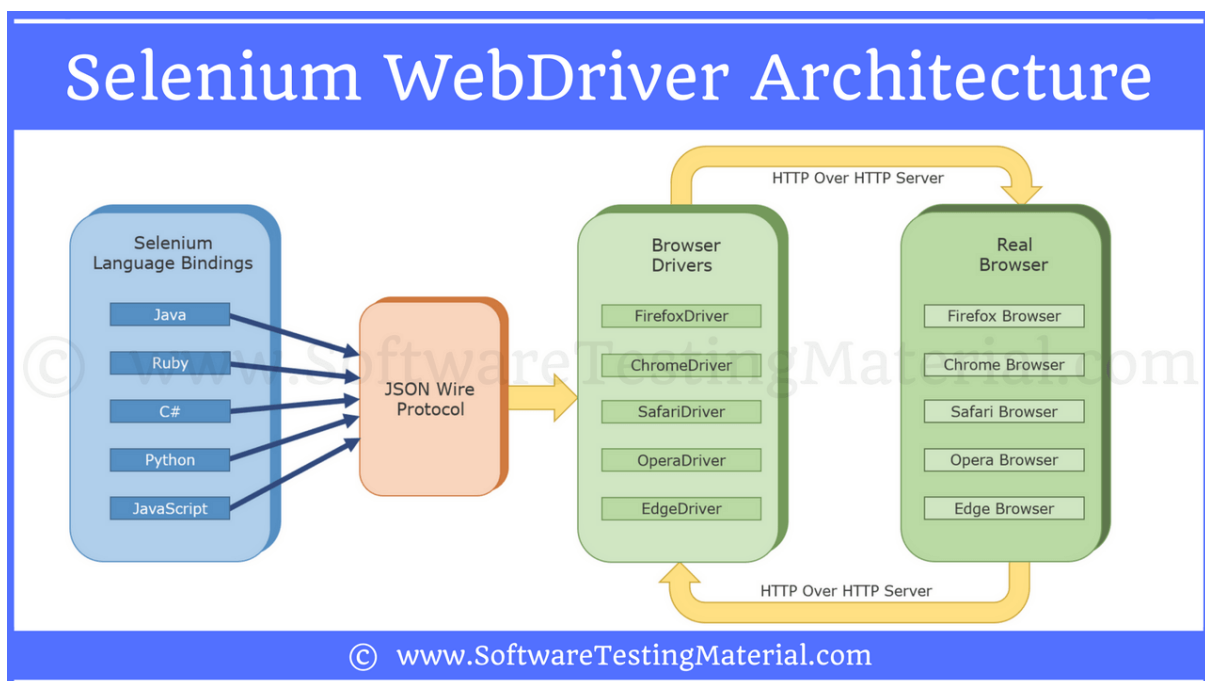 Selenium WebDriver Architecture
HTTP Over HTTP Server
Selenium
Language Bindings
Java
Ruby
C#
Python
JavaScript
JSON Wire
Protocol
Browser
Drivers
FirefoxDriver
ChromeDriver
SafariDriver
OperaDriver
EdgeDriver
Real
Browser
Firefox Browser
Chrome Browser
Safari Browser
Opera Browser
Edge Browser
HTTP Over HTTP Server
© www.SoftwareTestingMaterial.com
© www.SoftwareTestingMaterial.com